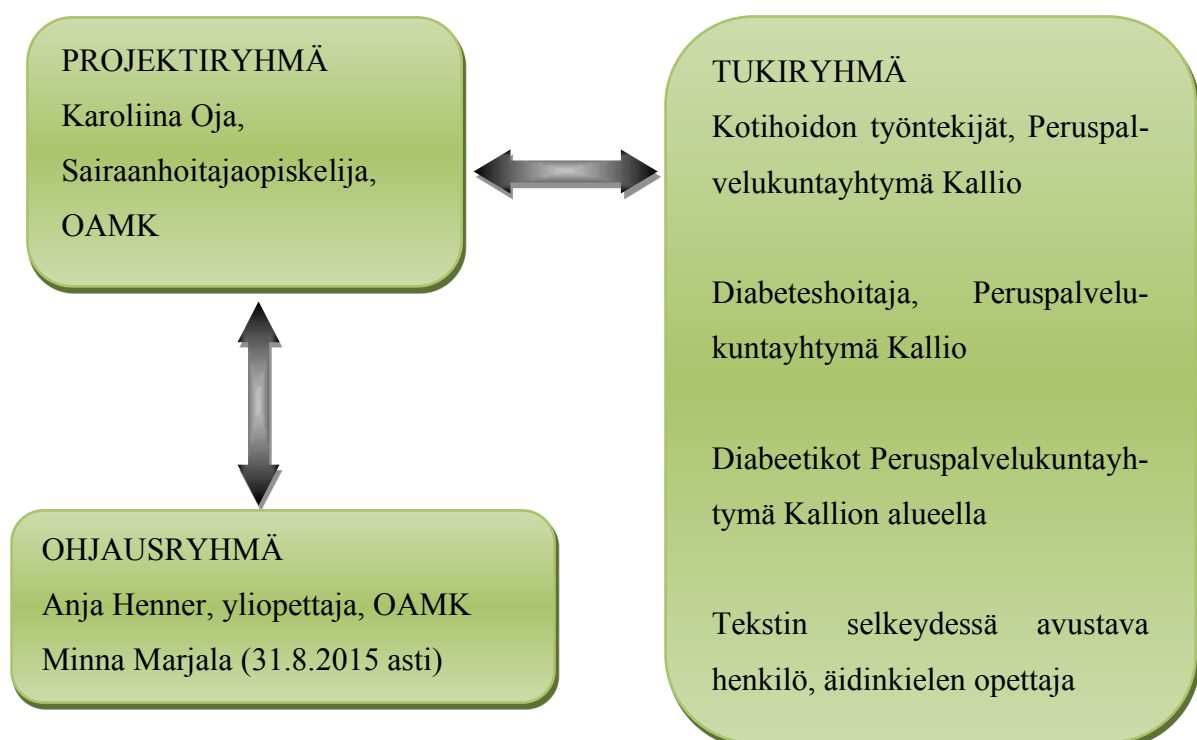 PROJEKTIRYHMÄ
Karoliina Oja,
Sairaanhoitajaopiskelija,
OAMK
TUKIRYHMÄ
Kotihoidon työntekijät, Peruspal-
velukuntayhtymä Kallio
Diabeteshoitaja, Peruspalvelu-
kuntayhtymä Kallio
Diabeetikot Peruspalvelukuntayh-
tymä Kallion alueella
Tekstin selkeydessä avustava
henkilö, äidinkielen opettaja
OHJAUSRYHMÄ
Anja Henner, yliopettaja, OAMK
Minna Marjala (31.8.2015 asti)